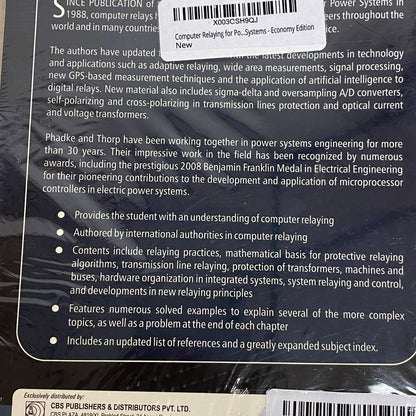 SINCE PUBLICATION of
Power Systems in
1988, computer relays h
eers throughout the
world and in many countries
ice.
X003CSH9QJ
Computer Relaying for Po...Systems - Economy Edition
New
The authors have updated
latest developments in technology
and applications such as adaptive relaying, wide area measurements, signal processing,
new GPS-based measurement techniques and the application of artificial intelligence to
digital relays. New material also includes sigma-delta and oversampling A/D converters,
self-polarizing and cross-polarizing in transmission lines protection and optical current
and voltage transformers.
Phadke and Thorp have been working together in power systems engineering for more
than 30 years. Their impressive work in the field has been recognized by numerous
awards, including the prestigious 2008 Benjamin Franklin Medal in Electrical Engineering
for their pioneering contributions to the development and application of microprocessor
controllers in electric power systems.
• Provides the student with an understanding of computer relaying
• Authored by international authorities in computer relaying
• Contents include relaying practices, mathematical basis for protective relaying
algorithms, transmission line relaying, protection of transformers, machines and
buses, hardware organization in integrated systems, system relaying and control,
and developments in new relaying principles
• Features numerous solved examples to explain several of the more complex
topics, as well as a problem at the end of each chapter
• Includes an updated list of references and a greatly expanded subject index.
Exclusively distributed by:
CBS PUBLISHERS & DISTRIBUTORS PVT. LTD.